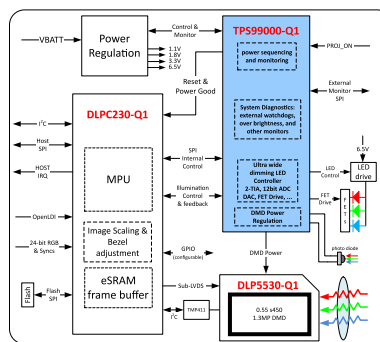 VBATT
Power
Regulation
1.1V
1.8V
3.3V
6.5V
Control &
Monitor
Reset &
Power Good
TPS99000-Q1
power sequencing
and monitoring
System Diagnostics:
external watchdogs,
over brightness, and
other monitors
Ultra wide
dimming LED
Controller
2-TIA, 12bit ADC
DAC, FET Drive, ...
DMD Power
Regulation
PROJ_ON
External
Monitor
SPI
6.5V
LED
Control
LED
drive
FET
Drive
FETs
photo diode
DLPC230-Q1
MPU
Image Scaling &
Bezel
adjustment
eSRAM
frame buffer
I²C
Host
SPI
HOST
IRQ
OpenLDI
24-bit RGB
& Syncs
Flash
Flash
SPI
SPI
Internal
Control
Illumination
Control
& feedback
GPIO
(configurable)
Sub-LVDS
I²C
TMP411
DMD Power
DLP5530-Q1
0.55 s450
1.3MP DMD